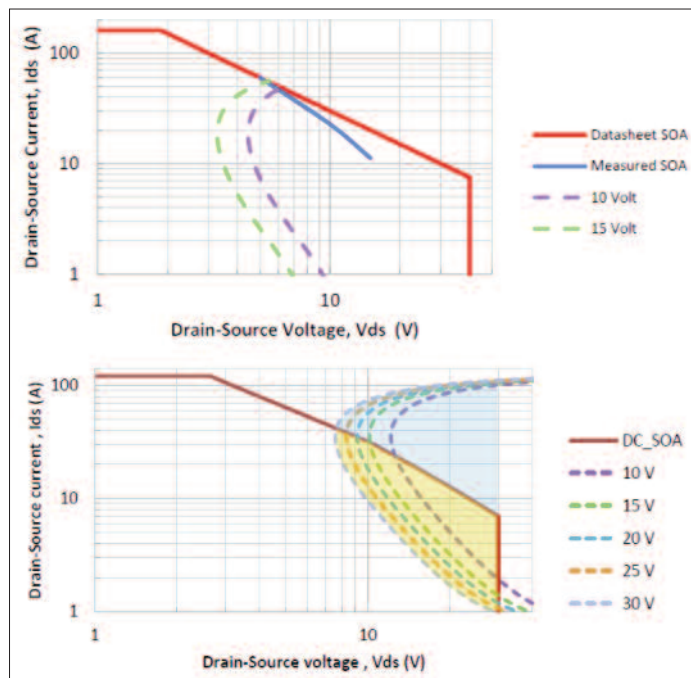 100
10
1
1
10
Drain-Source Current, Ids (A)
Drain-Source Voltage, Vds (V)
Datasheet SOA
Measured SOA
10 Volt
15 Volt
100
10
1
1
10
Drain-Source current , Ids (A)
Drain-Source voltage , Vds (V)
DC_SOA
10 V
15 V
20 V
25 V
30 V